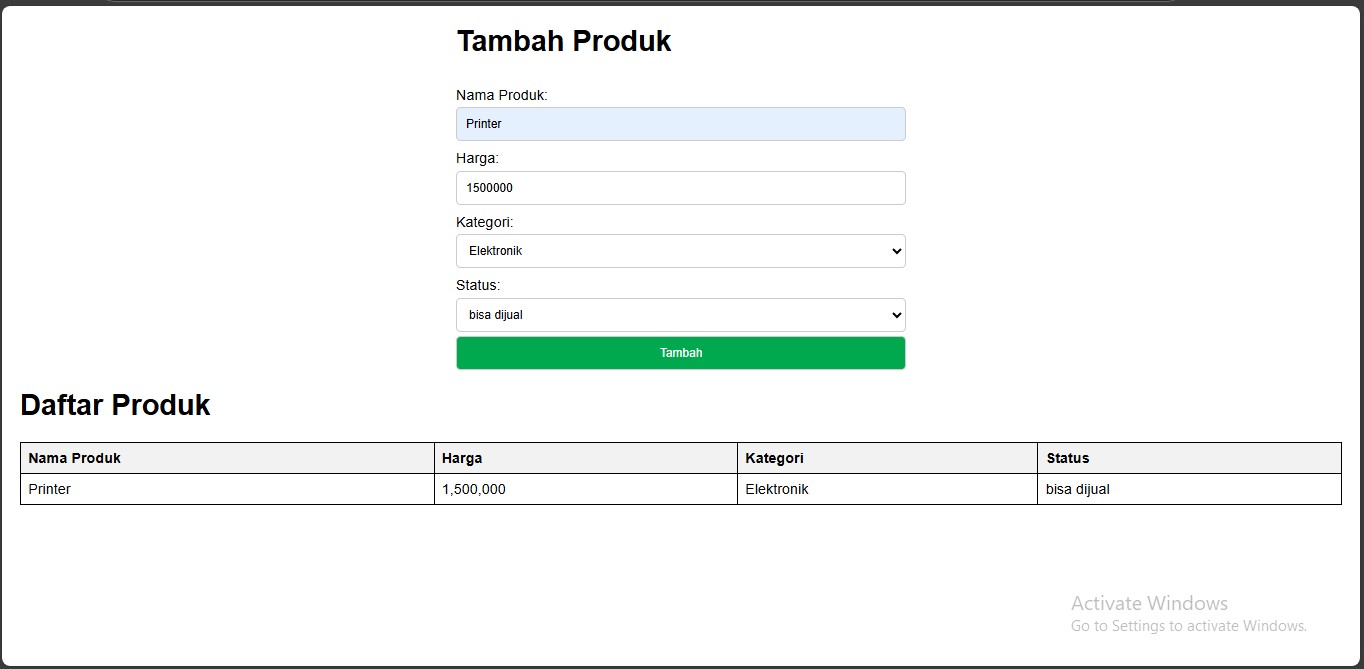 Tambah Produk
Nama Produk:
Printer
Harga:
1500000
Kategori:
Elektronik
Status:
bisa dijual
Tambah
Daftar Produk
Nama Produk Harga Kategori Status
Printer 1,500,000 Elektronik bisa dijual
Activate Windows
Go to Settings to activate Windows.